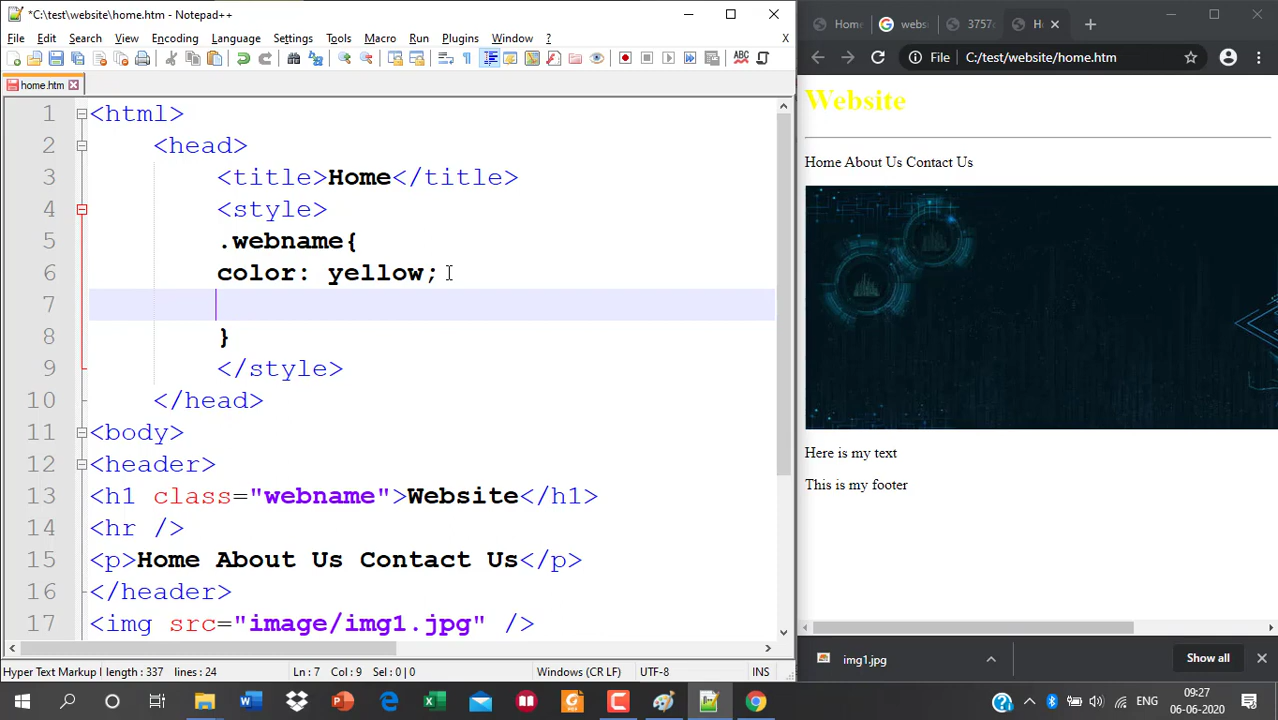 *C:\test\website\home.htm - Notepad++
File Edit Search View Encoding Language Settings Tools Macro Run Plugins Window ? X
home.htm
1 <html>
2 <head>
3 <title>Home</title>
4 <style>
5 .webname{
6 color: yellow;
7
8 }
9 </style>
10 </head>
11 <body>
12 <header>
13 <h1 class="webname">Website</h1>
14 <hr />
15 <p>Home About Us Contact Us</p>
16 </header>
17 <img src="image/img1.jpg" />
Hyper Text Markup l length : 337 lines : 24 Ln : 7 Col : 9 Sel : 0 | 0 Windows (CR LF) UTF-8 INS
Home webs 3757 H
File C:/test/website/home.htm
Website
Home About Us Contact Us
Here is my text
This is my footer
img1.jpg Show all
ENG 09:27
06-06-2020